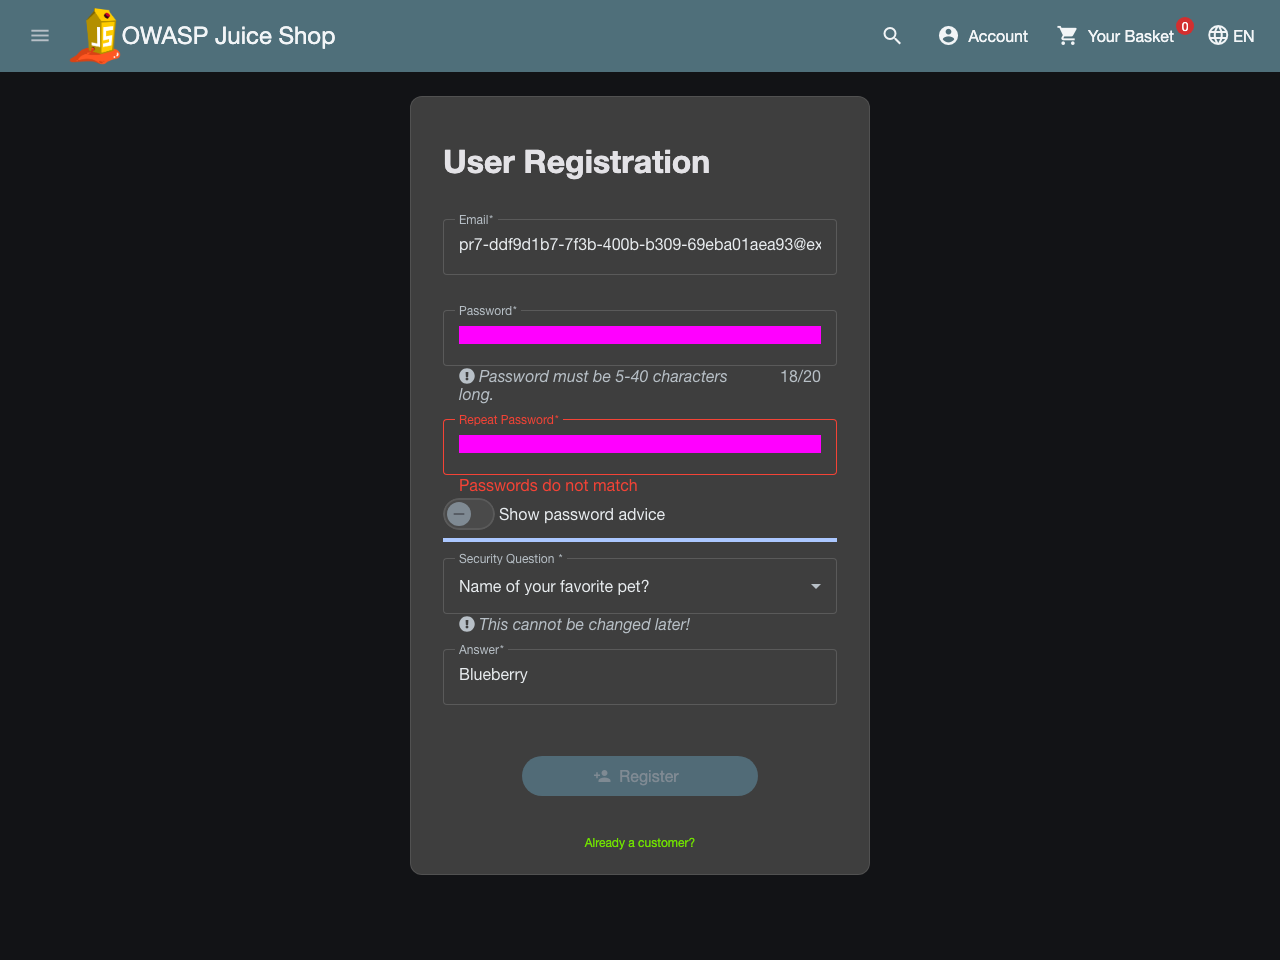 OWASP Juice Shop
Account
Your Basket
0
EN
User Registration
Email*
pr7-ddf9d1b7-7f3b-400b-b309-69eba01aea93@ex
Password*
Password must be 5-40 characters long.
18/20
Repeat Password*
Passwords do not match
Show password advice
Security Question *
Name of your favorite pet?
This cannot be changed later!
Answer*
Blueberry
Register
Already a customer?